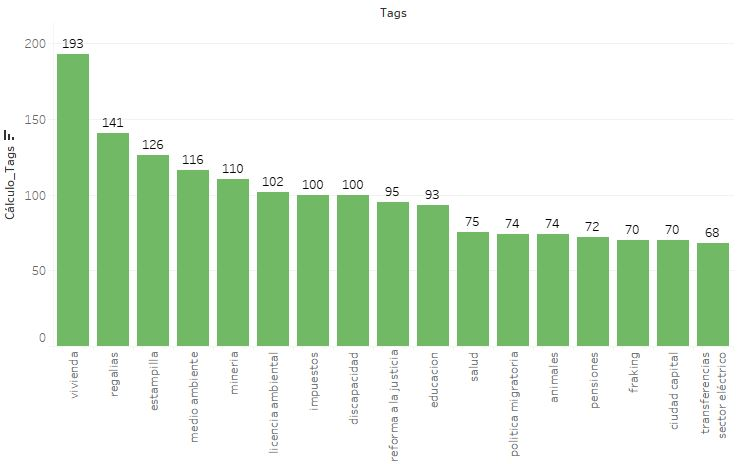 Tags
Cálculo_Tags
200
150
100
50
0
193
141
126
116
110
102
100
100
95
93
75
74
74
72
70
70
68
vivienda
regalias
estampilla
medio ambiente
mineria
licencia ambiental
impuestos
discapacidad
reforma a la justicia
educacion
salud
politica migratoria
animales
pensiones
fraking
ciudad capital
transferencias
sector eléctrico